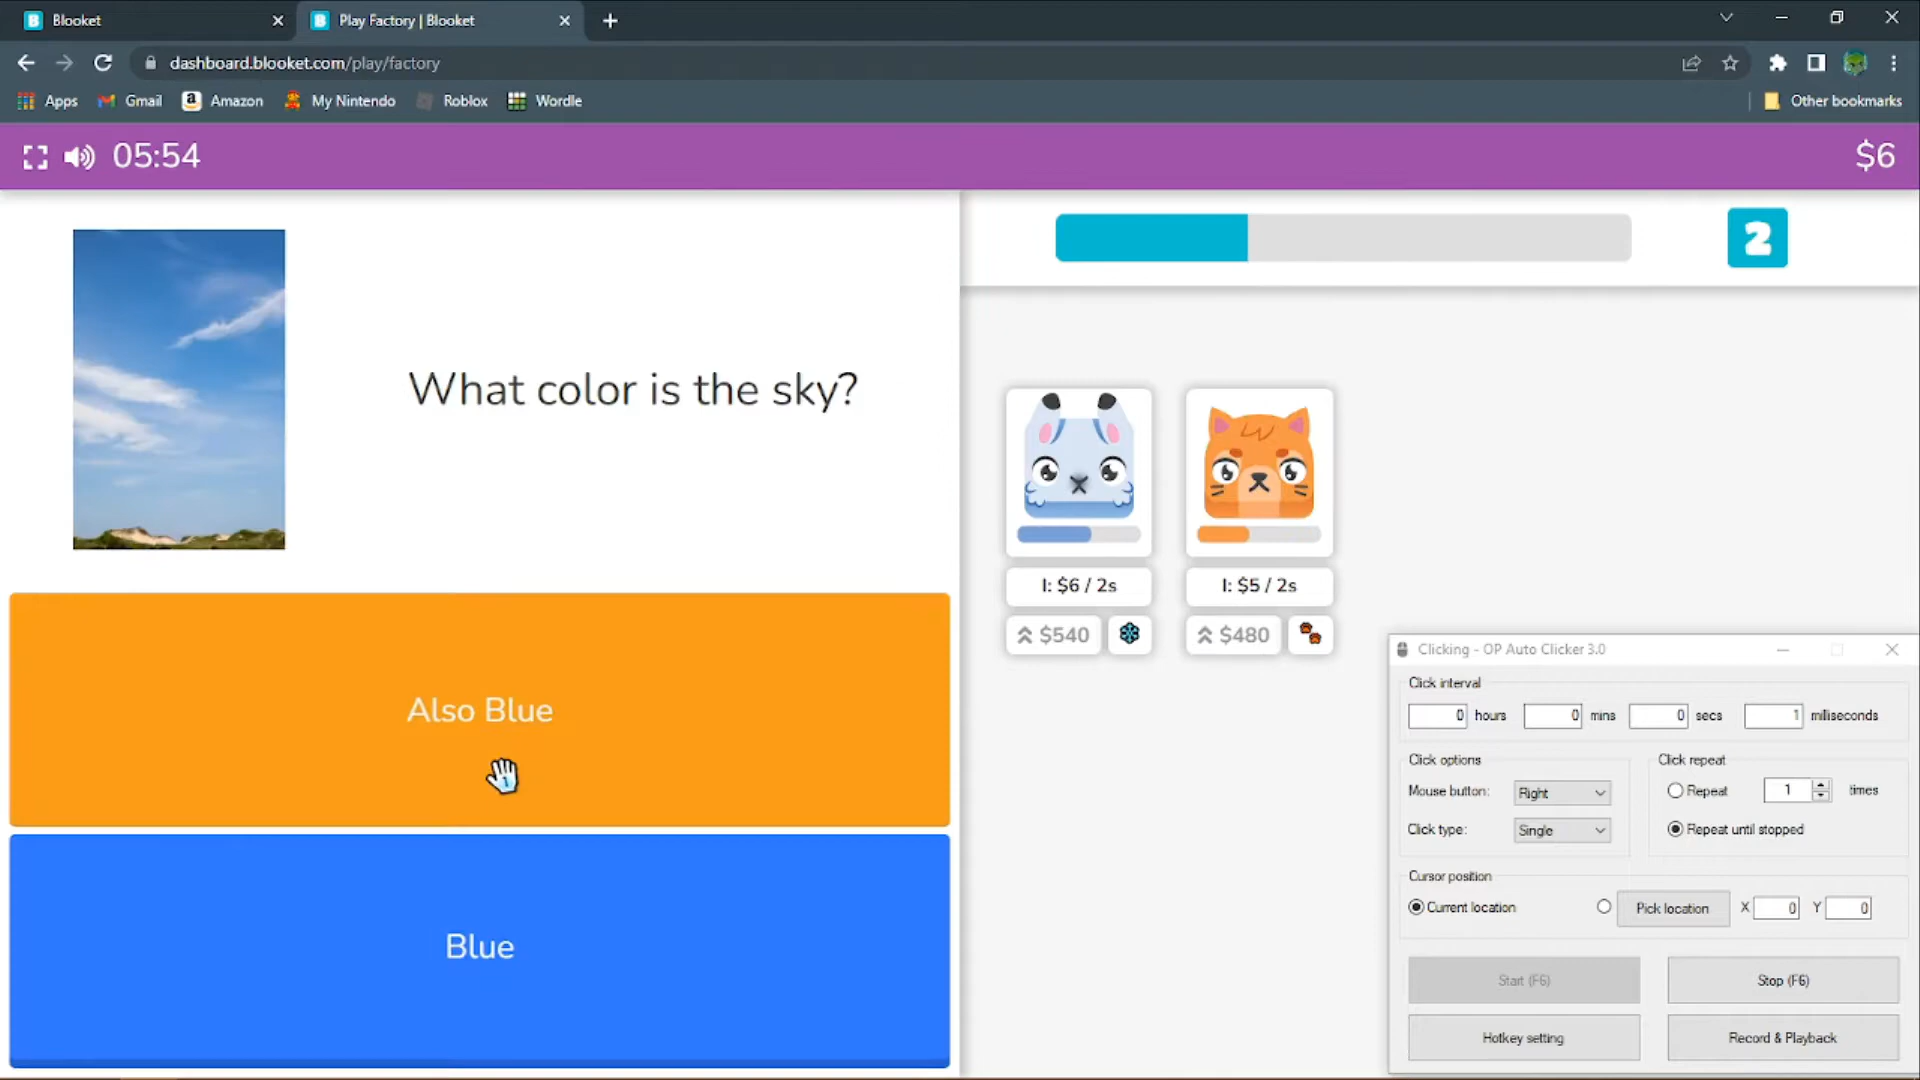 Blooket
Play Factory | Blooket
dashboard.blooket.com/play/factory
Apps
Gmail
Amazon
My Nintendo
Roblox
Wordle
Other bookmarks
05:54
$6
What color is the sky?
2
I: $6 / 2s
I: $5 / 2s
$540
$480
Also Blue
Blue
Clicking - OP Auto Clicker 3.0
Click interval
0 hours 0 mins 0 secs 1 milliseconds
Click options
Mouse button: Right
Click type: Single
Click repeat
Repeat 1 times
Repeat until stopped
Cursor position
Current location
Pick location X 0 Y 0
Start (F6)
Stop (F6)
Hotkey setting
Record & Playback